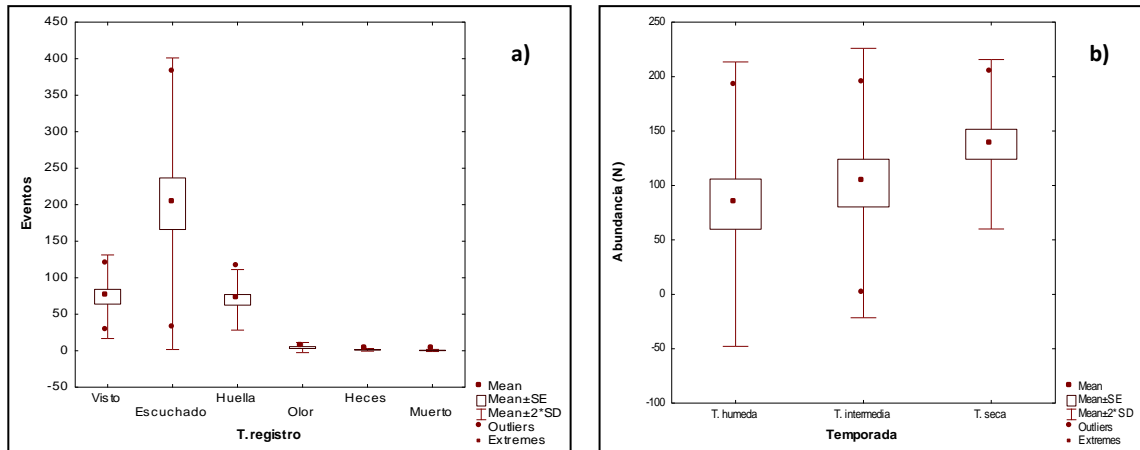 a)
450
400
350
300
250
200
150
100
50
0
-50
Eventos
Visto
Escuchado
Huella
Olor
Heces
Muerto
T.registro
Mean
Mean±SE
Mean±2*SD
Outliers
Extremes
b)
250
200
150
100
50
0
-50
-100
Abundancia (N)
T. humeda
T. intermedia
T. seca
Temporada
Mean
Mean±SE
Mean±2*SD
Outliers
Extremes